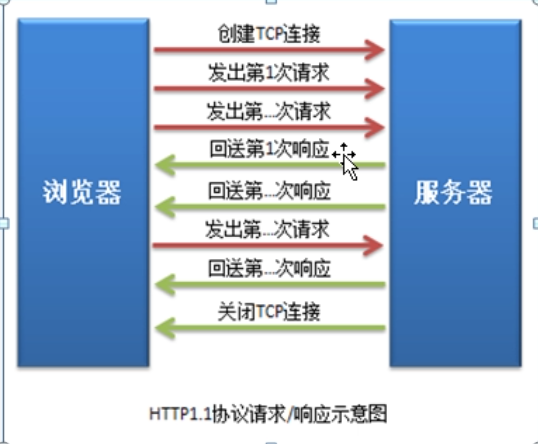 创建TCP连接
发出第1次请求
发出第...次请求
回送第1次响应
浏览器
服务器
回送第...次响应
发出第...次请求
回送第...次响应
关闭TCP连接
HTTP1.1协议请求/响应示意图